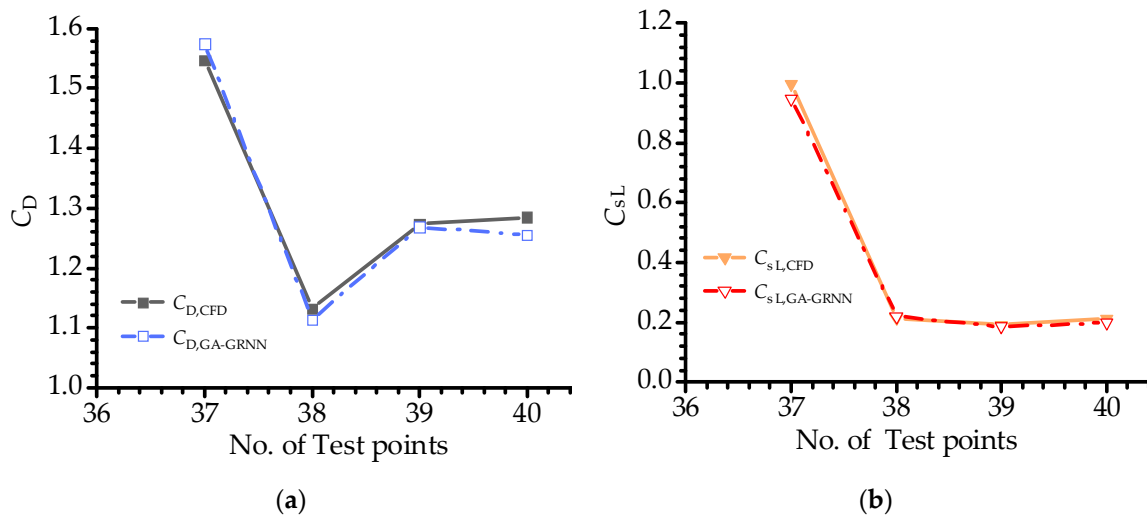 1.6
1.5
1.4
1.3
1.2
1.1
1.0
C_D
C_D,CFD
C_D,GA-GRNN
36 37 38 39 40
No. of Test points
(a)
1.2
1.0
0.8
0.6
0.4
0.2
0.0
C_sL
C_sL,CFD
C_sL,GA-GRNN
36 37 38 39 40
No. of Test points
(b)